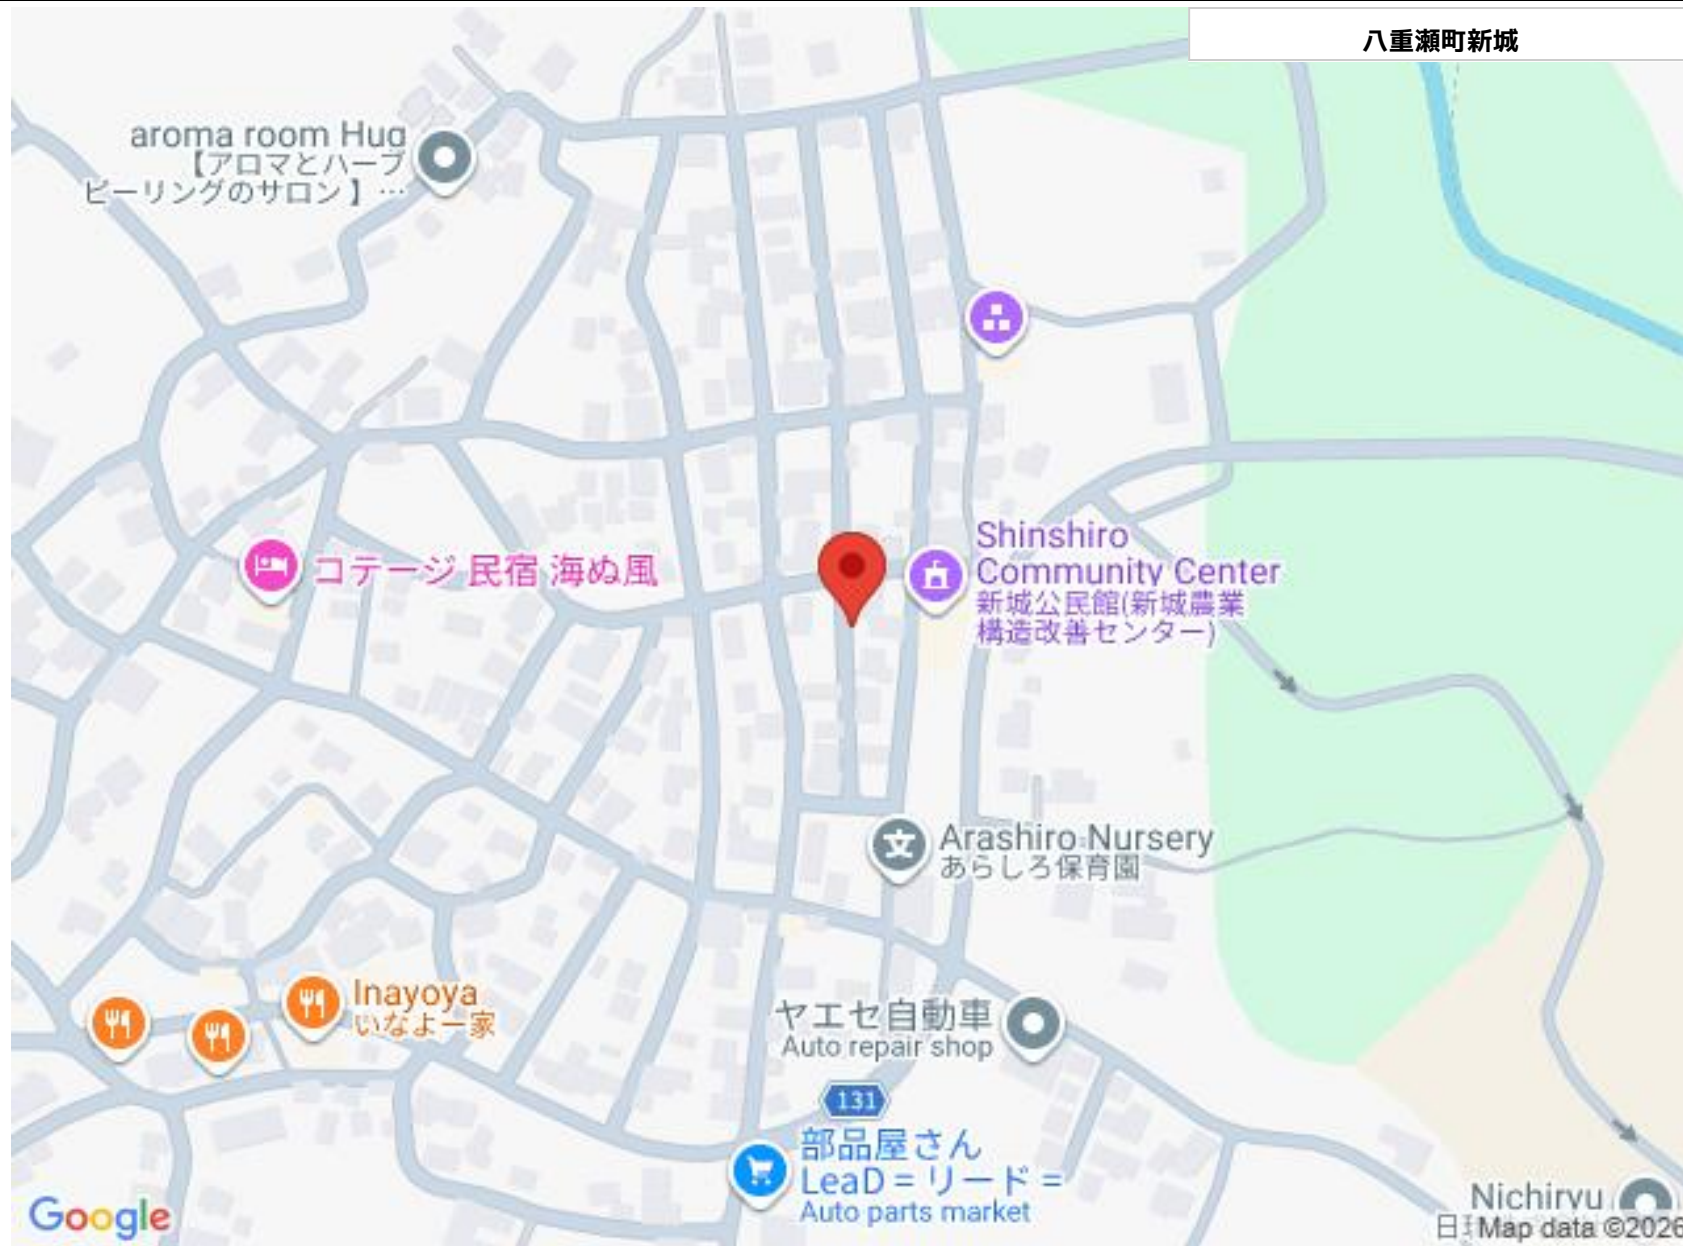 八重瀬町新城
aroma room Hug
【アロマとハーブ
ピーリングのサロン】…
Shinshiro
Community Center
新城公民館(新城農業
構造改善センター)
コテージ 民宿 海ぬ風
Arashiro Nursery
あらしろ保育園
Inayoya
いなよー家
ヤエセ自動車
Auto repair shop
131
部品屋さん
LeaD = リード =
Auto parts market
Nichiryu
Google
Map data ©2026